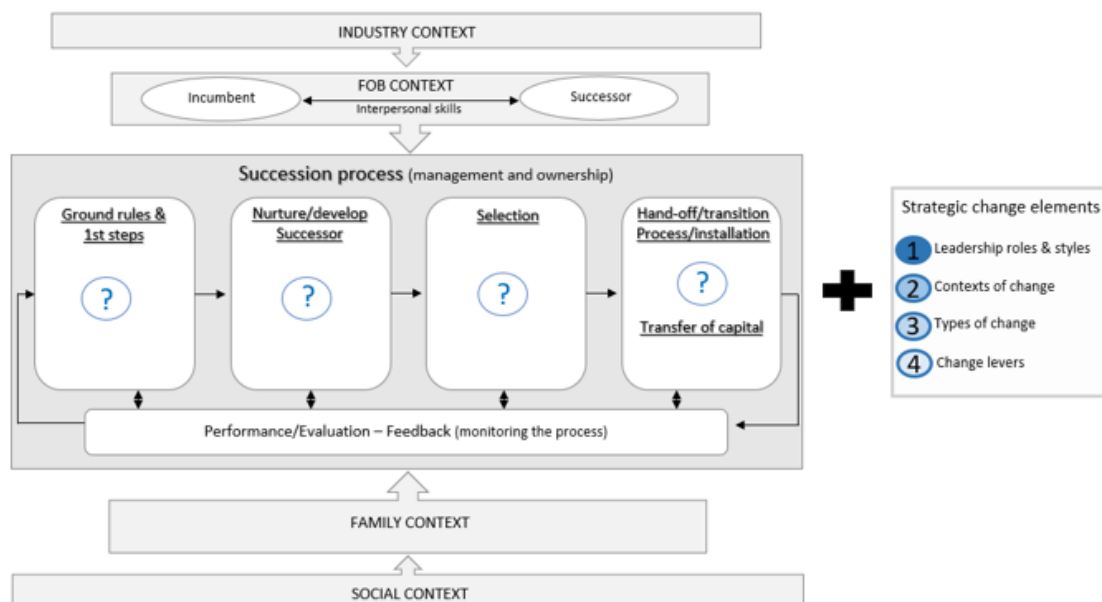 INDUSTRY CONTEXT
FOB CONTEXT
Incumbent
Interpersonal skills
Successor
Succession process (management and ownership)
Ground rules &
1st steps
?
Nurture/develop
Successor
?
Selection
?
Hand-off/transition
Process/installation
?
Transfer of capital
Performance/Evaluation – Feedback (monitoring the process)
Strategic change elements
1 Leadership roles & styles
2 Contexts of change
3 Types of change
4 Change levers
FAMILY CONTEXT
SOCIAL CONTEXT